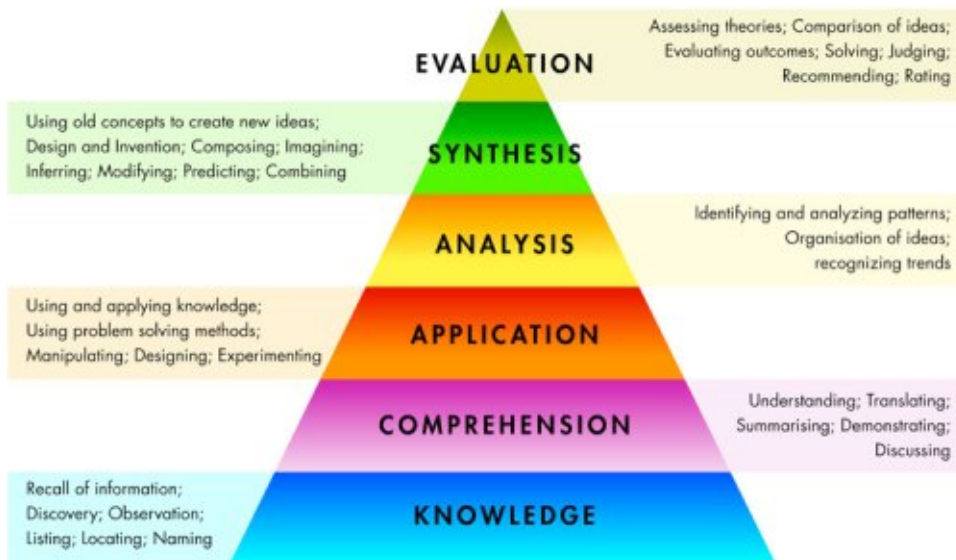 EVALUATION
Assessing theories; Comparison of ideas;
Evaluating outcomes; Solving; Judging;
Recommending; Rating
Using old concepts to create new ideas;
Design and Invention; Composing; Imagining;
Inferring; Modifying; Predicting; Combining
SYNTHESIS
ANALYSIS
Identifying and analyzing patterns;
Organisation of ideas;
recognizing trends
Using and applying knowledge;
Using problem solving methods;
Manipulating; Designing; Experimenting
APPLICATION
COMPREHENSION
Understanding; Translating;
Summarising; Demonstrating;
Discussing
Recall of information;
Discovery; Observation;
Listing; Locating; Naming
KNOWLEDGE